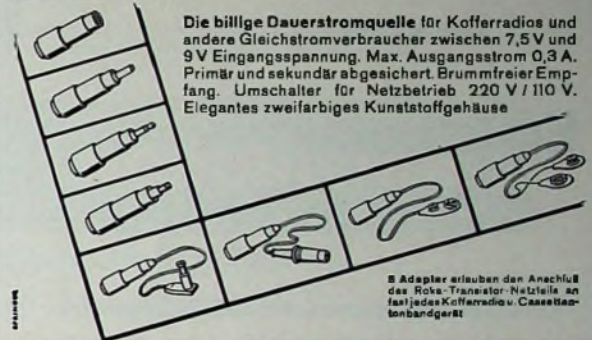 Die billige Dauerstromquelle für Kofferradios und
andere Gleichstromverbraucher zwischen 7,5 V und
9 V Eingangsspannung. Max. Ausgangsstrom 0,3 A.
Primär und sekundär abgesichert. Brummfreier Emp-
fang. Umschalter für Netzbetrieb 220 V / 110 V.
Elegantes zweifarbiges Kunststoffgehäuse
8 Adapter erlauben den Anschluß
des Roka-Transistor-Netzteils an
fast jedes Kofferradio u. Cassetten-
tonbandgerät